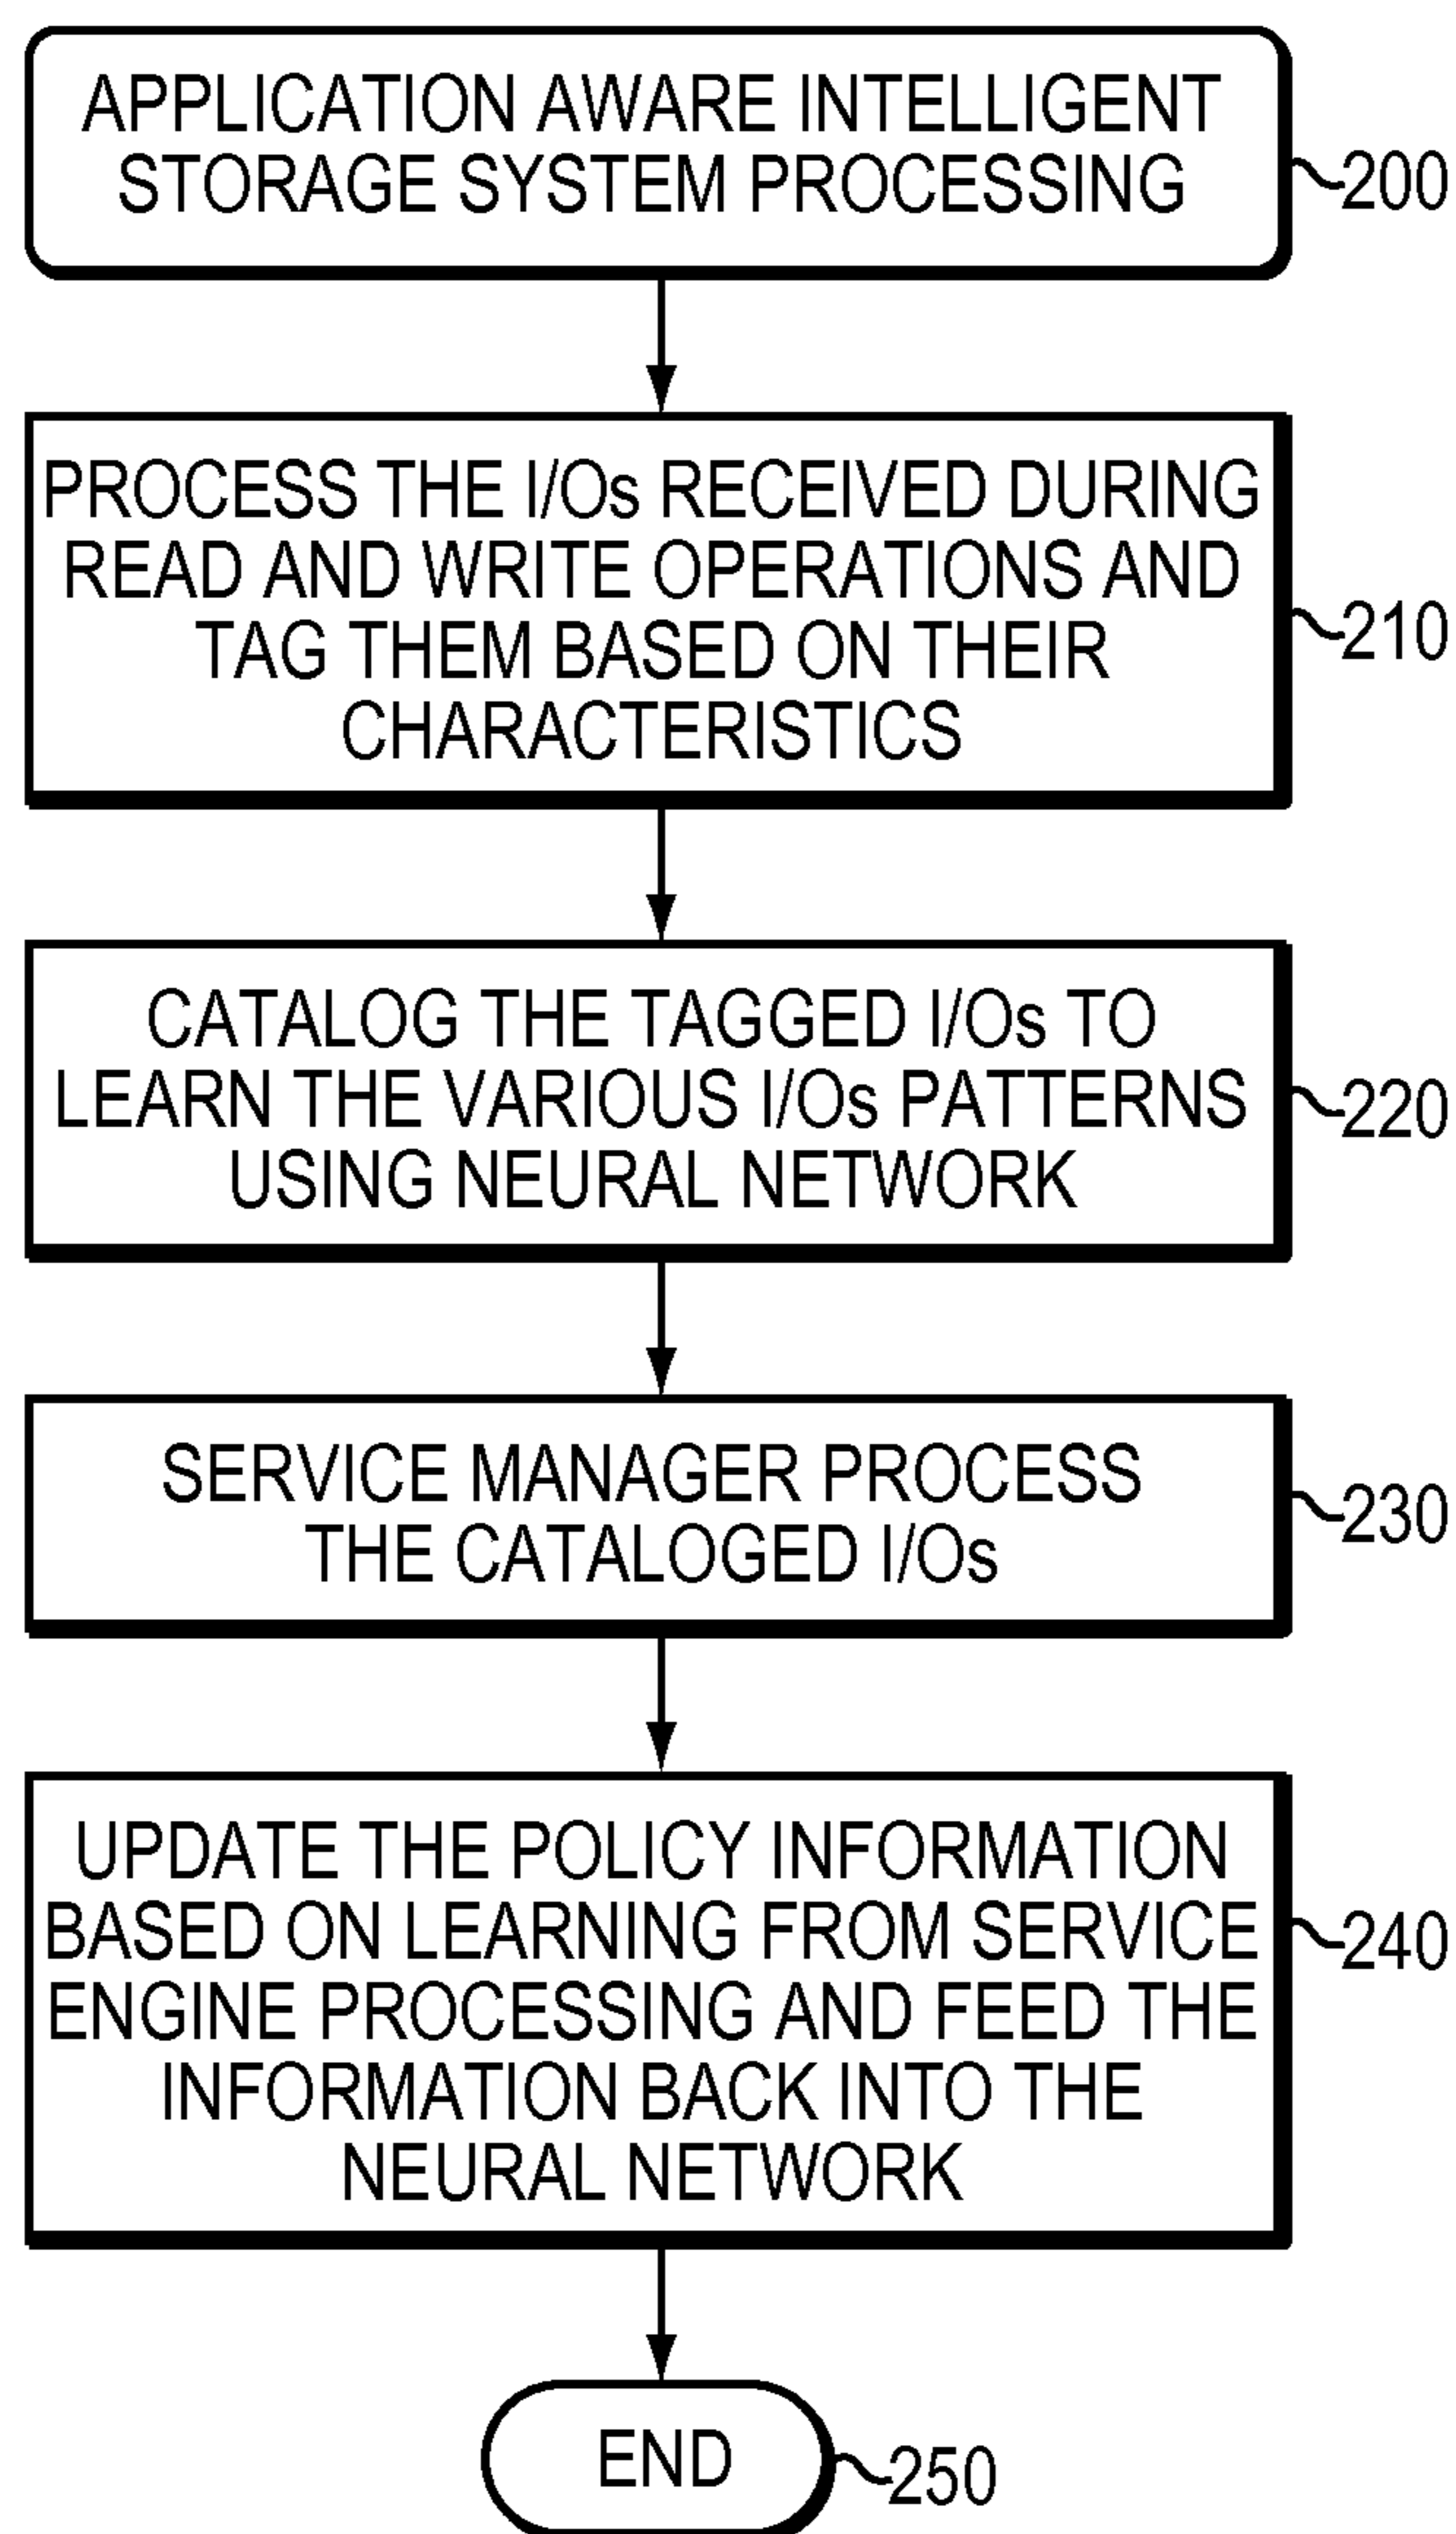 APPLICATION AWARE INTELLIGENT
STORAGE SYSTEM PROCESSING
200
PROCESS THE I/Os RECEIVED DURING
READ AND WRITE OPERATIONS AND
TAG THEM BASED ON THEIR
CHARACTERISTICS
210
CATALOG THE TAGGED I/Os TO
LEARN THE VARIOUS I/Os PATTERNS
USING NEURAL NETWORK
220
SERVICE MANAGER PROCESS
THE CATALOGED I/Os
230
UPDATE THE POLICY INFORMATION
BASED ON LEARNING FROM SERVICE
ENGINE PROCESSING AND FEED THE
INFORMATION BACK INTO THE
NEURAL NETWORK
240
END
250